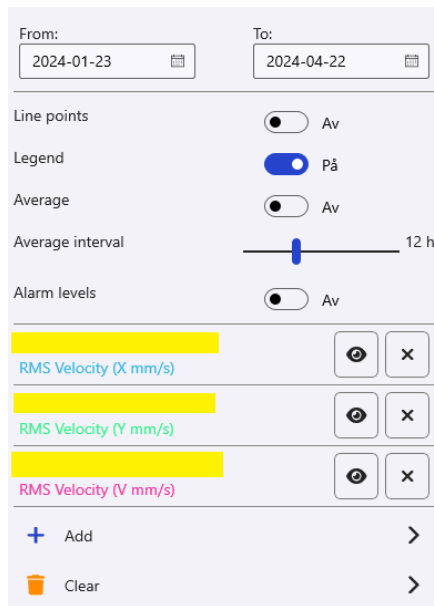 From: To:
2024-01-23 2024-04-22
Line points Av
Legend På
Average Av
Average interval 12 h
Alarm levels Av
RMS Velocity (X mm/s)
RMS Velocity (Y mm/s)
RMS Velocity (V mm/s)
Add
Clear